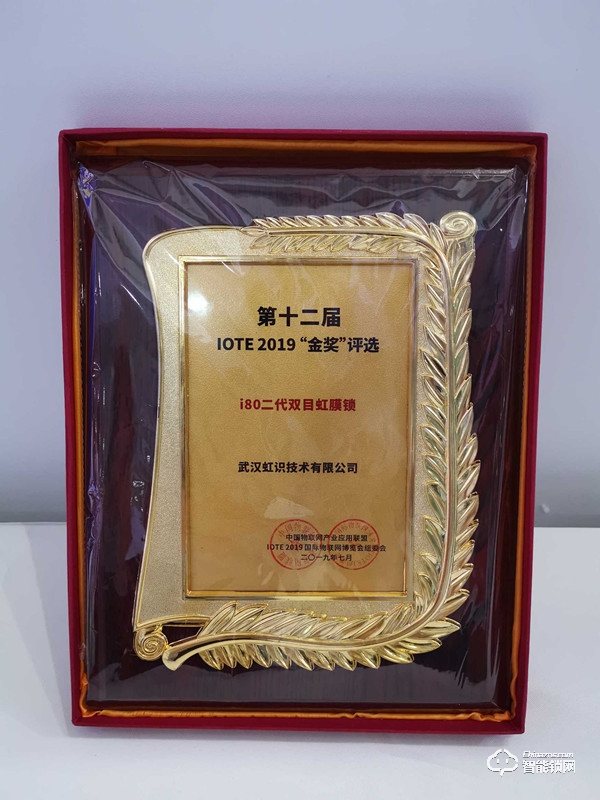 第十二届
IOTE 2019 “金奖”评选
i80二代双目虹膜锁
武汉虹识技术有限公司
中国物联网产业应用联盟
IOTE 2019 国际物联网博览会组委会
二〇一九年七月
智能锁网